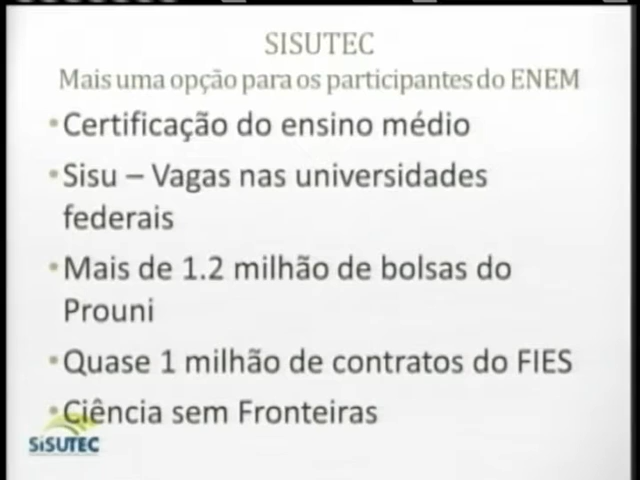 SISUTEC
Mais uma opção para os participantes do ENEM
•Certificação do ensino médio
•Sisu – Vagas nas universidades
federais
•Mais de 1.2 milhão de bolsas do
Prouni
•Quase 1 milhão de contratos do FIES
•Ciência sem Fronteiras
SiSUTEC